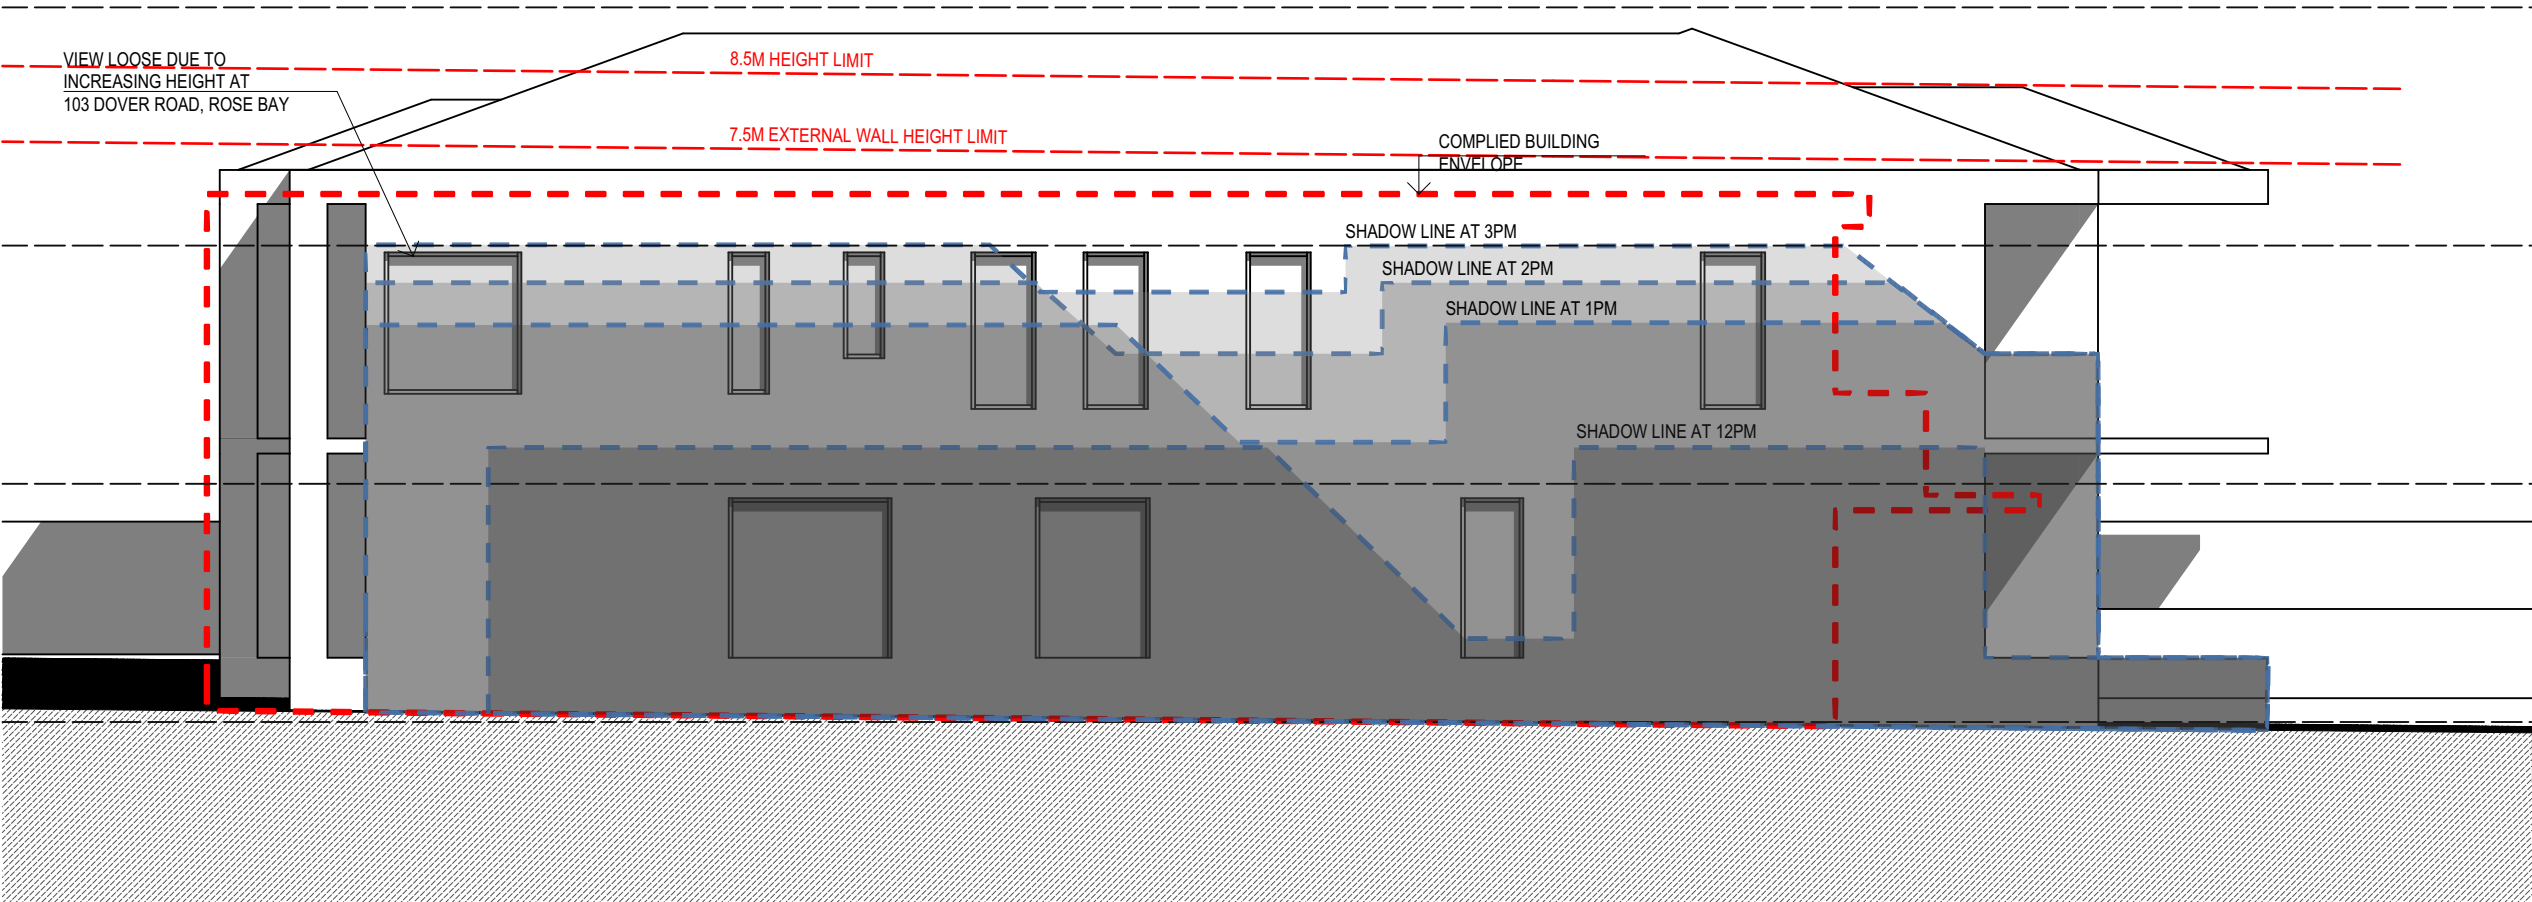 VIEW LOOSE DUE TO
INCREASING HEIGHT AT
103 DOVER ROAD, ROSE BAY
8.5M HEIGHT LIMIT
7.5M EXTERNAL WALL HEIGHT LIMIT
COMPLIED BUILDING
ENVELOPE
SHADOW LINE AT 3PM
SHADOW LINE AT 2PM
SHADOW LINE AT 1PM
SHADOW LINE AT 12PM